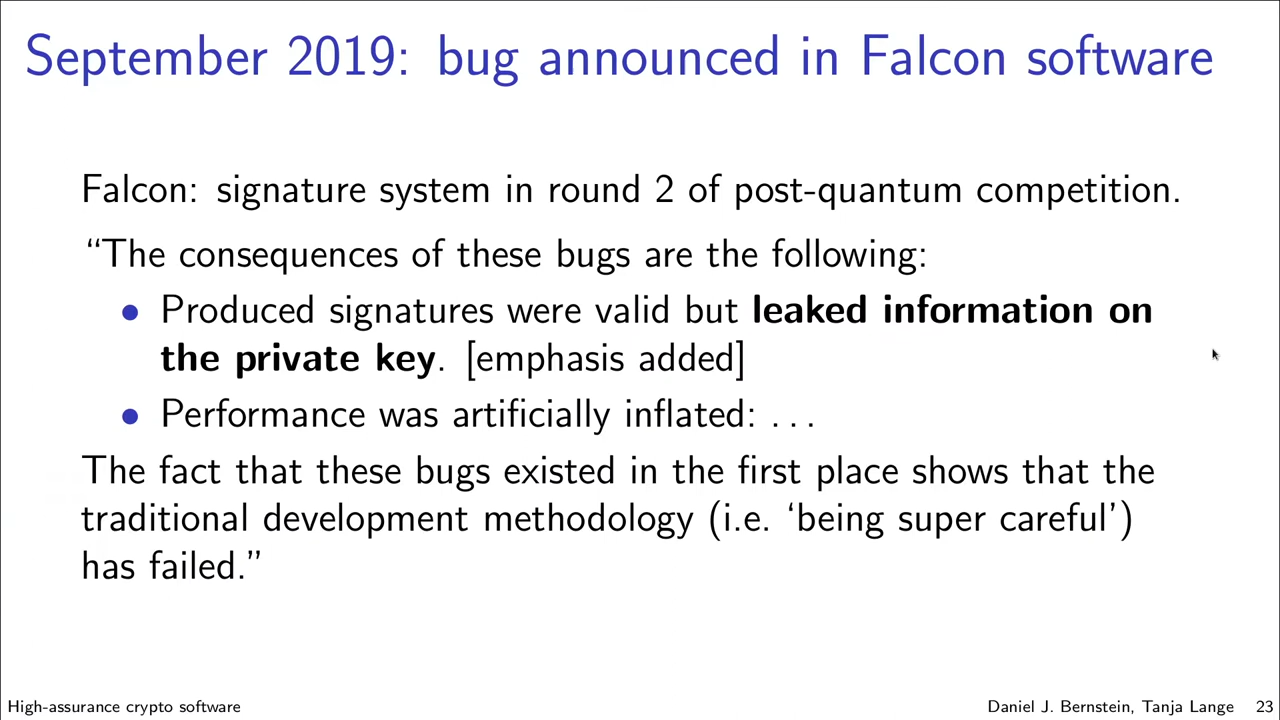 September 2019: bug announced in Falcon software
Falcon: signature system in round 2 of post-quantum competition.
“The consequences of these bugs are the following:
• Produced signatures were valid but leaked information on
the private key. [emphasis added]
• Performance was artificially inflated: . . .
The fact that these bugs existed in the first place shows that the
traditional development methodology (i.e. ‘being super careful’)
has failed.”
High-assurance crypto software
Daniel J. Bernstein, Tanja Lange 23